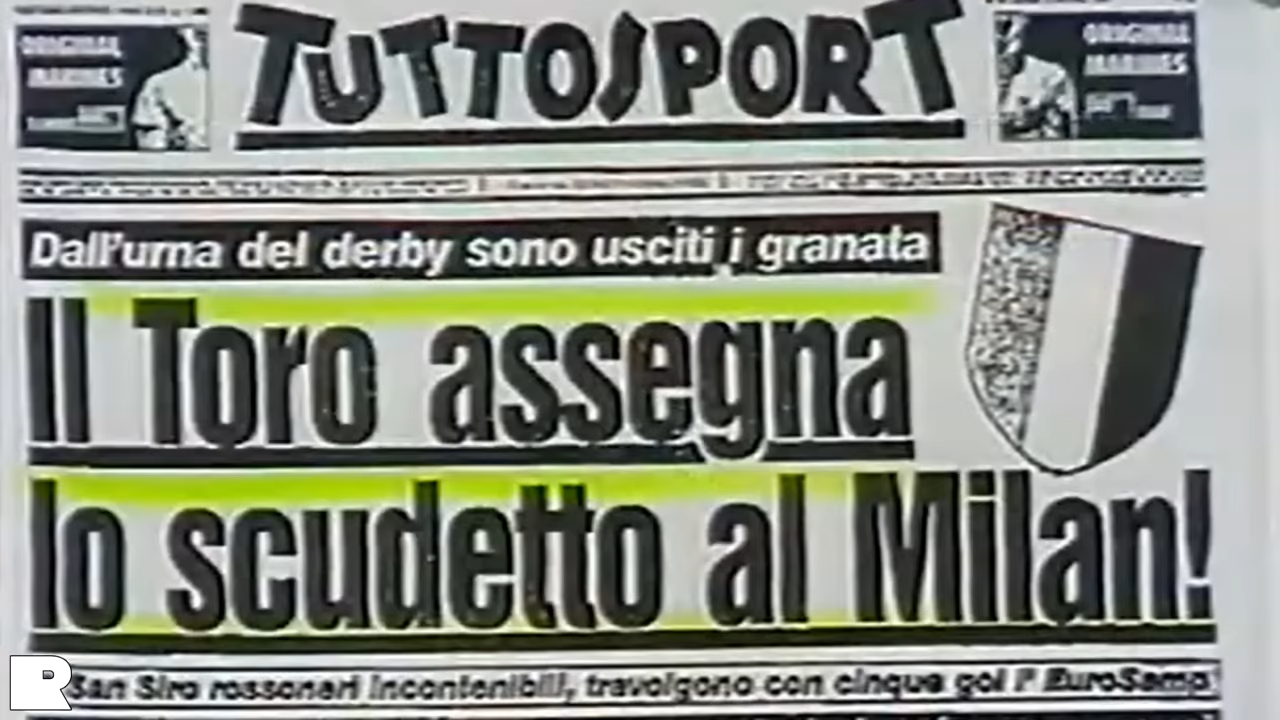 ORIGINAL
MARINES
TUTTOSPORT
ORIGINAL
MARINES
Dall'urna del derby sono usciti i granata
Il Toro assegna
lo scudetto al Milan!
San Siro rossoneri incontenibili, travolgono con cinque gol l' EuroSamp
R